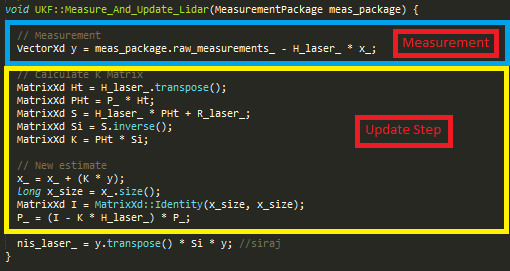 void UKF::Measure_And_Update_Lidar(MeasurementPackage meas_package) {
// Measurement
VectorXd y = meas_package.raw_measurements_ - H_laser_ * x_;
Measurement
// Calculate K Matrix
MatrixXd Ht = H_laser_.transpose();
MatrixXd PHt = P_ * Ht;
MatrixXd S = H_laser_ * PHt + R_laser_;
MatrixXd Si = S.inverse();
MatrixXd K = PHt * Si;
Update Step
// New estimate
x_ = x_ + (K * y);
long x_size = x_.size();
MatrixXd I = MatrixXd::Identity(x_size, x_size);
P_ = (I - K * H_laser_) * P_;
nis_laser_ = y.transpose() * Si * y; //siraj
}